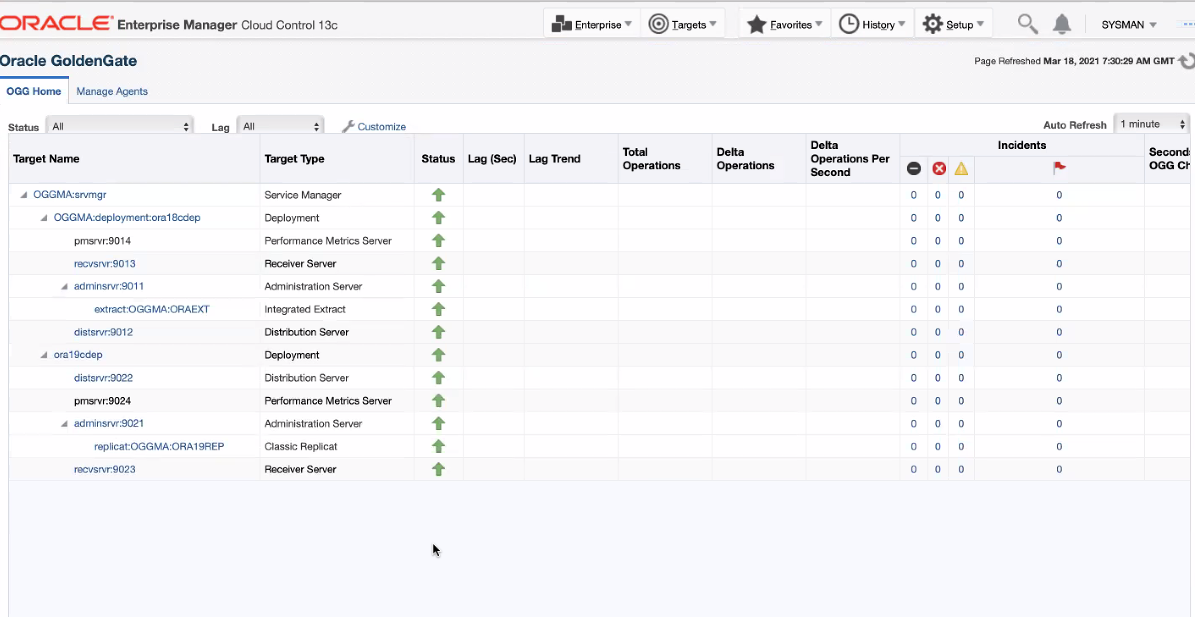 ORACLE Enterprise Manager Cloud Control 13c Enterprise Targets Favorites History Setup SYSMAN
Oracle GoldenGate Page Refreshed Mar 18, 2021 7:30:29 AM GMT
OGG Home Manage Agents
Status All Lag All Customize Auto Refresh 1 minute
Target Name Target Type Status Lag (Sec) Lag Trend Total Operations Delta Operations Delta Operations Per Second Incidents Seconds OGG Ch
OGGMA:srvmgr Service Manager 0 0 0 0
OGGMA:deployment:ora18cdep Deployment 0 0 0 0
pmsrvr:9014 Performance Metrics Server 0 0 0 0
recvsrvr:9013 Receiver Server 0 0 0 0
adminsrvr:9011 Administration Server 0 0 0 0
extract:OGGMA:ORAEXT Integrated Extract 0 0 0 0
distsrvr:9012 Distribution Server 0 0 0 0
ora19cdep Deployment 0 0 0 0
distsrvr:9022 Distribution Server 0 0 0 0
pmsrvr:9024 Performance Metrics Server 0 0 0 0
adminsrvr:9021 Administration Server 0 0 0 0
replicat:OGGMA:ORA19REP Classic Replicat 0 0 0 0
recvsrvr:9023 Receiver Server 0 0 0 0